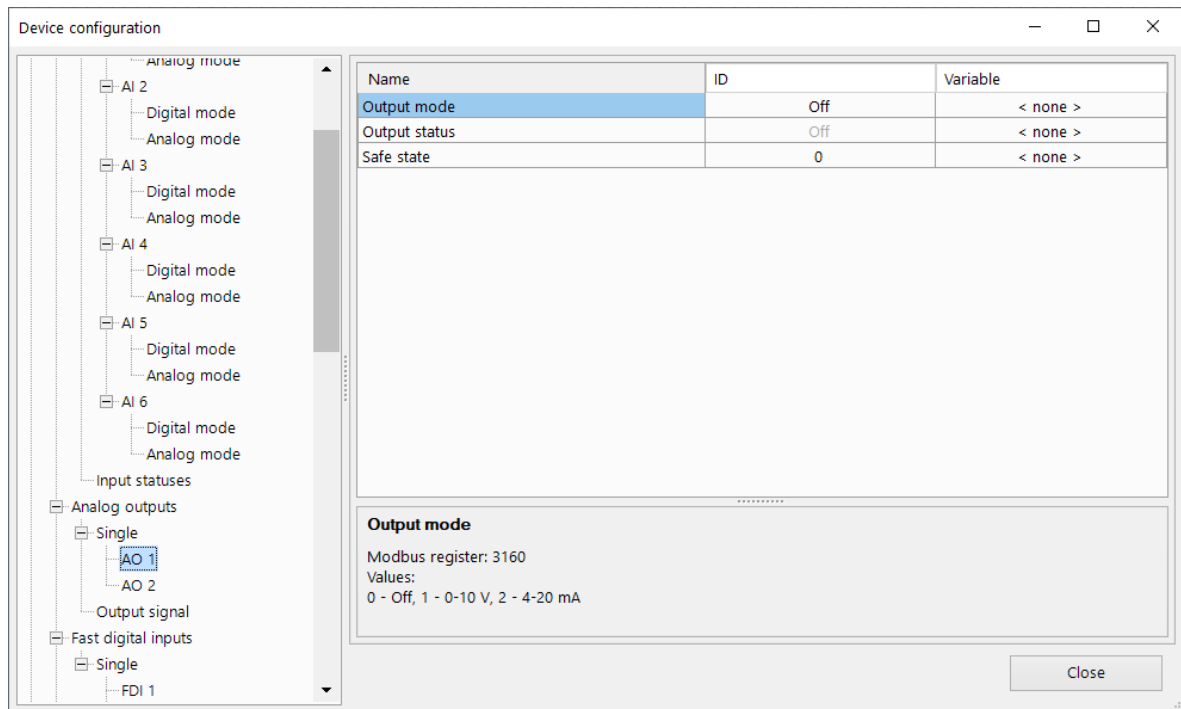 Device configuration
Analog mode
AI 2
Digital mode
Analog mode
AI 3
Digital mode
Analog mode
AI 4
Digital mode
Analog mode
AI 5
Digital mode
Analog mode
AI 6
Digital mode
Analog mode
Input statuses
Analog outputs
Single
AO 1
AO 2
Output signal
Fast digital inputs
Single
FDI 1
Name ID Variable
Output mode Off < none >
Output status Off < none >
Safe state 0 < none >
Output mode
Modbus register: 3160
Values:
0 - Off, 1 - 0-10 V, 2 - 4-20 mA
Close